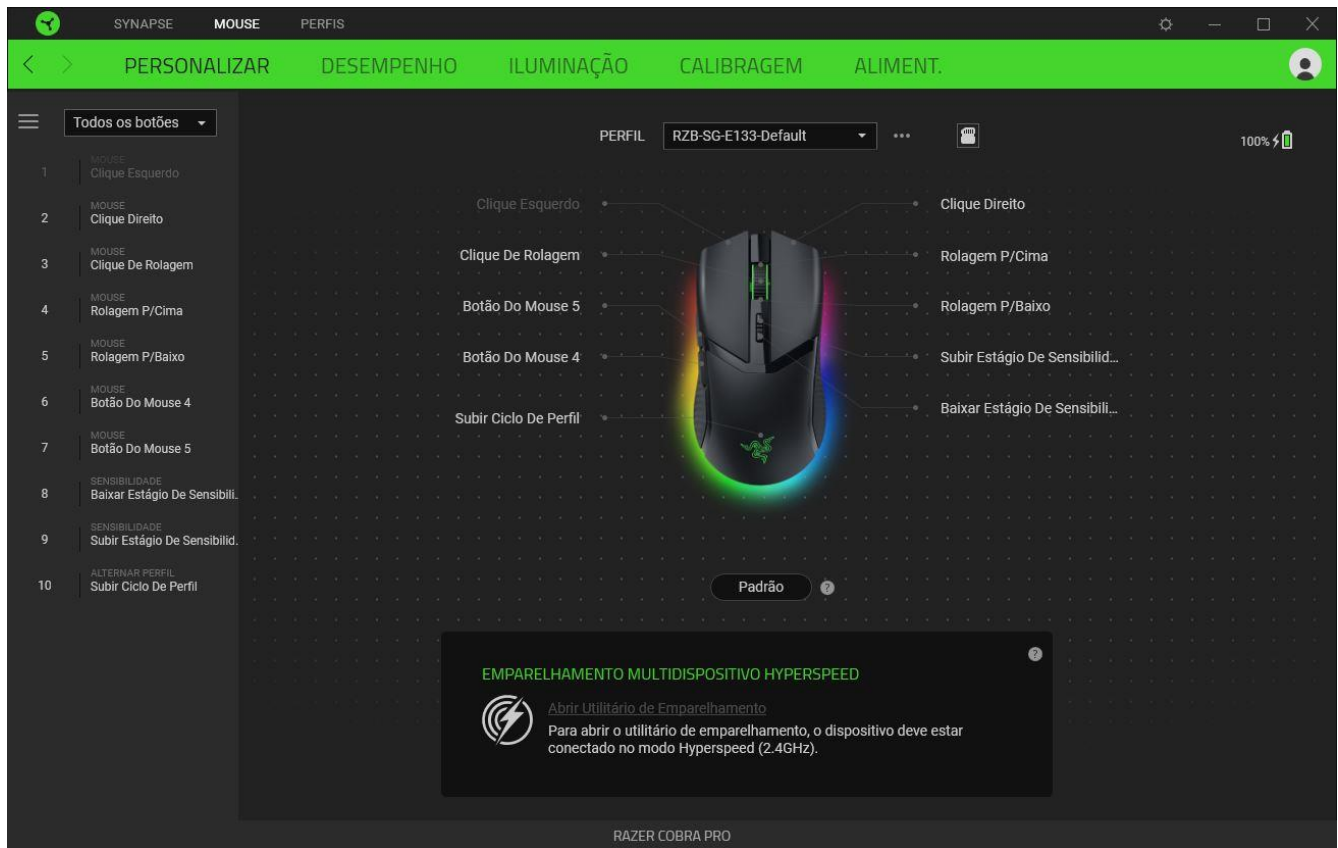 SYNAPSE MOUSE PERFIS
PERSONALIZAR DESEMPENHO ILUMINAÇÃO CALIBRAGEM ALIMENT.
Todos os botões
PERFIL RZB-SG-E133-Default
100%
1 MOUSE
Clique Esquerdo
2 MOUSE
Clique Direito
3 MOUSE
Clique De Rolagem
4 MOUSE
Rolagem P/Cima
5 MOUSE
Rolagem P/Baixo
6 MOUSE
Botão Do Mouse 4
7 MOUSE
Botão Do Mouse 5
8 SENSIBILIDADE
Baixar Estágio De Sensibili..
9 SENSIBILIDADE
Subir Estágio De Sensibilid..
10 ALTERNAR PERFIL
Subir Ciclo De Perfil
Clique Esquerdo
Clique De Rolagem
Botão Do Mouse 5
Botão Do Mouse 4
Subir Ciclo De Perfil
Clique Direito
Rolagem P/Cima
Rolagem P/Baixo
Subir Estágio De Sensibilid...
Baixar Estágio De Sensibili...
Padrão ?
?
EMPARELHAMENTO MULTIDISPOSITIVO HYPERSPEED
Abrir Utilitário de Emparelhamento
Para abrir o utilitário de emparelhamento, o dispositivo deve estar
conectado no modo Hyperspeed (2.4GHz).
RAZER COBRA PRO